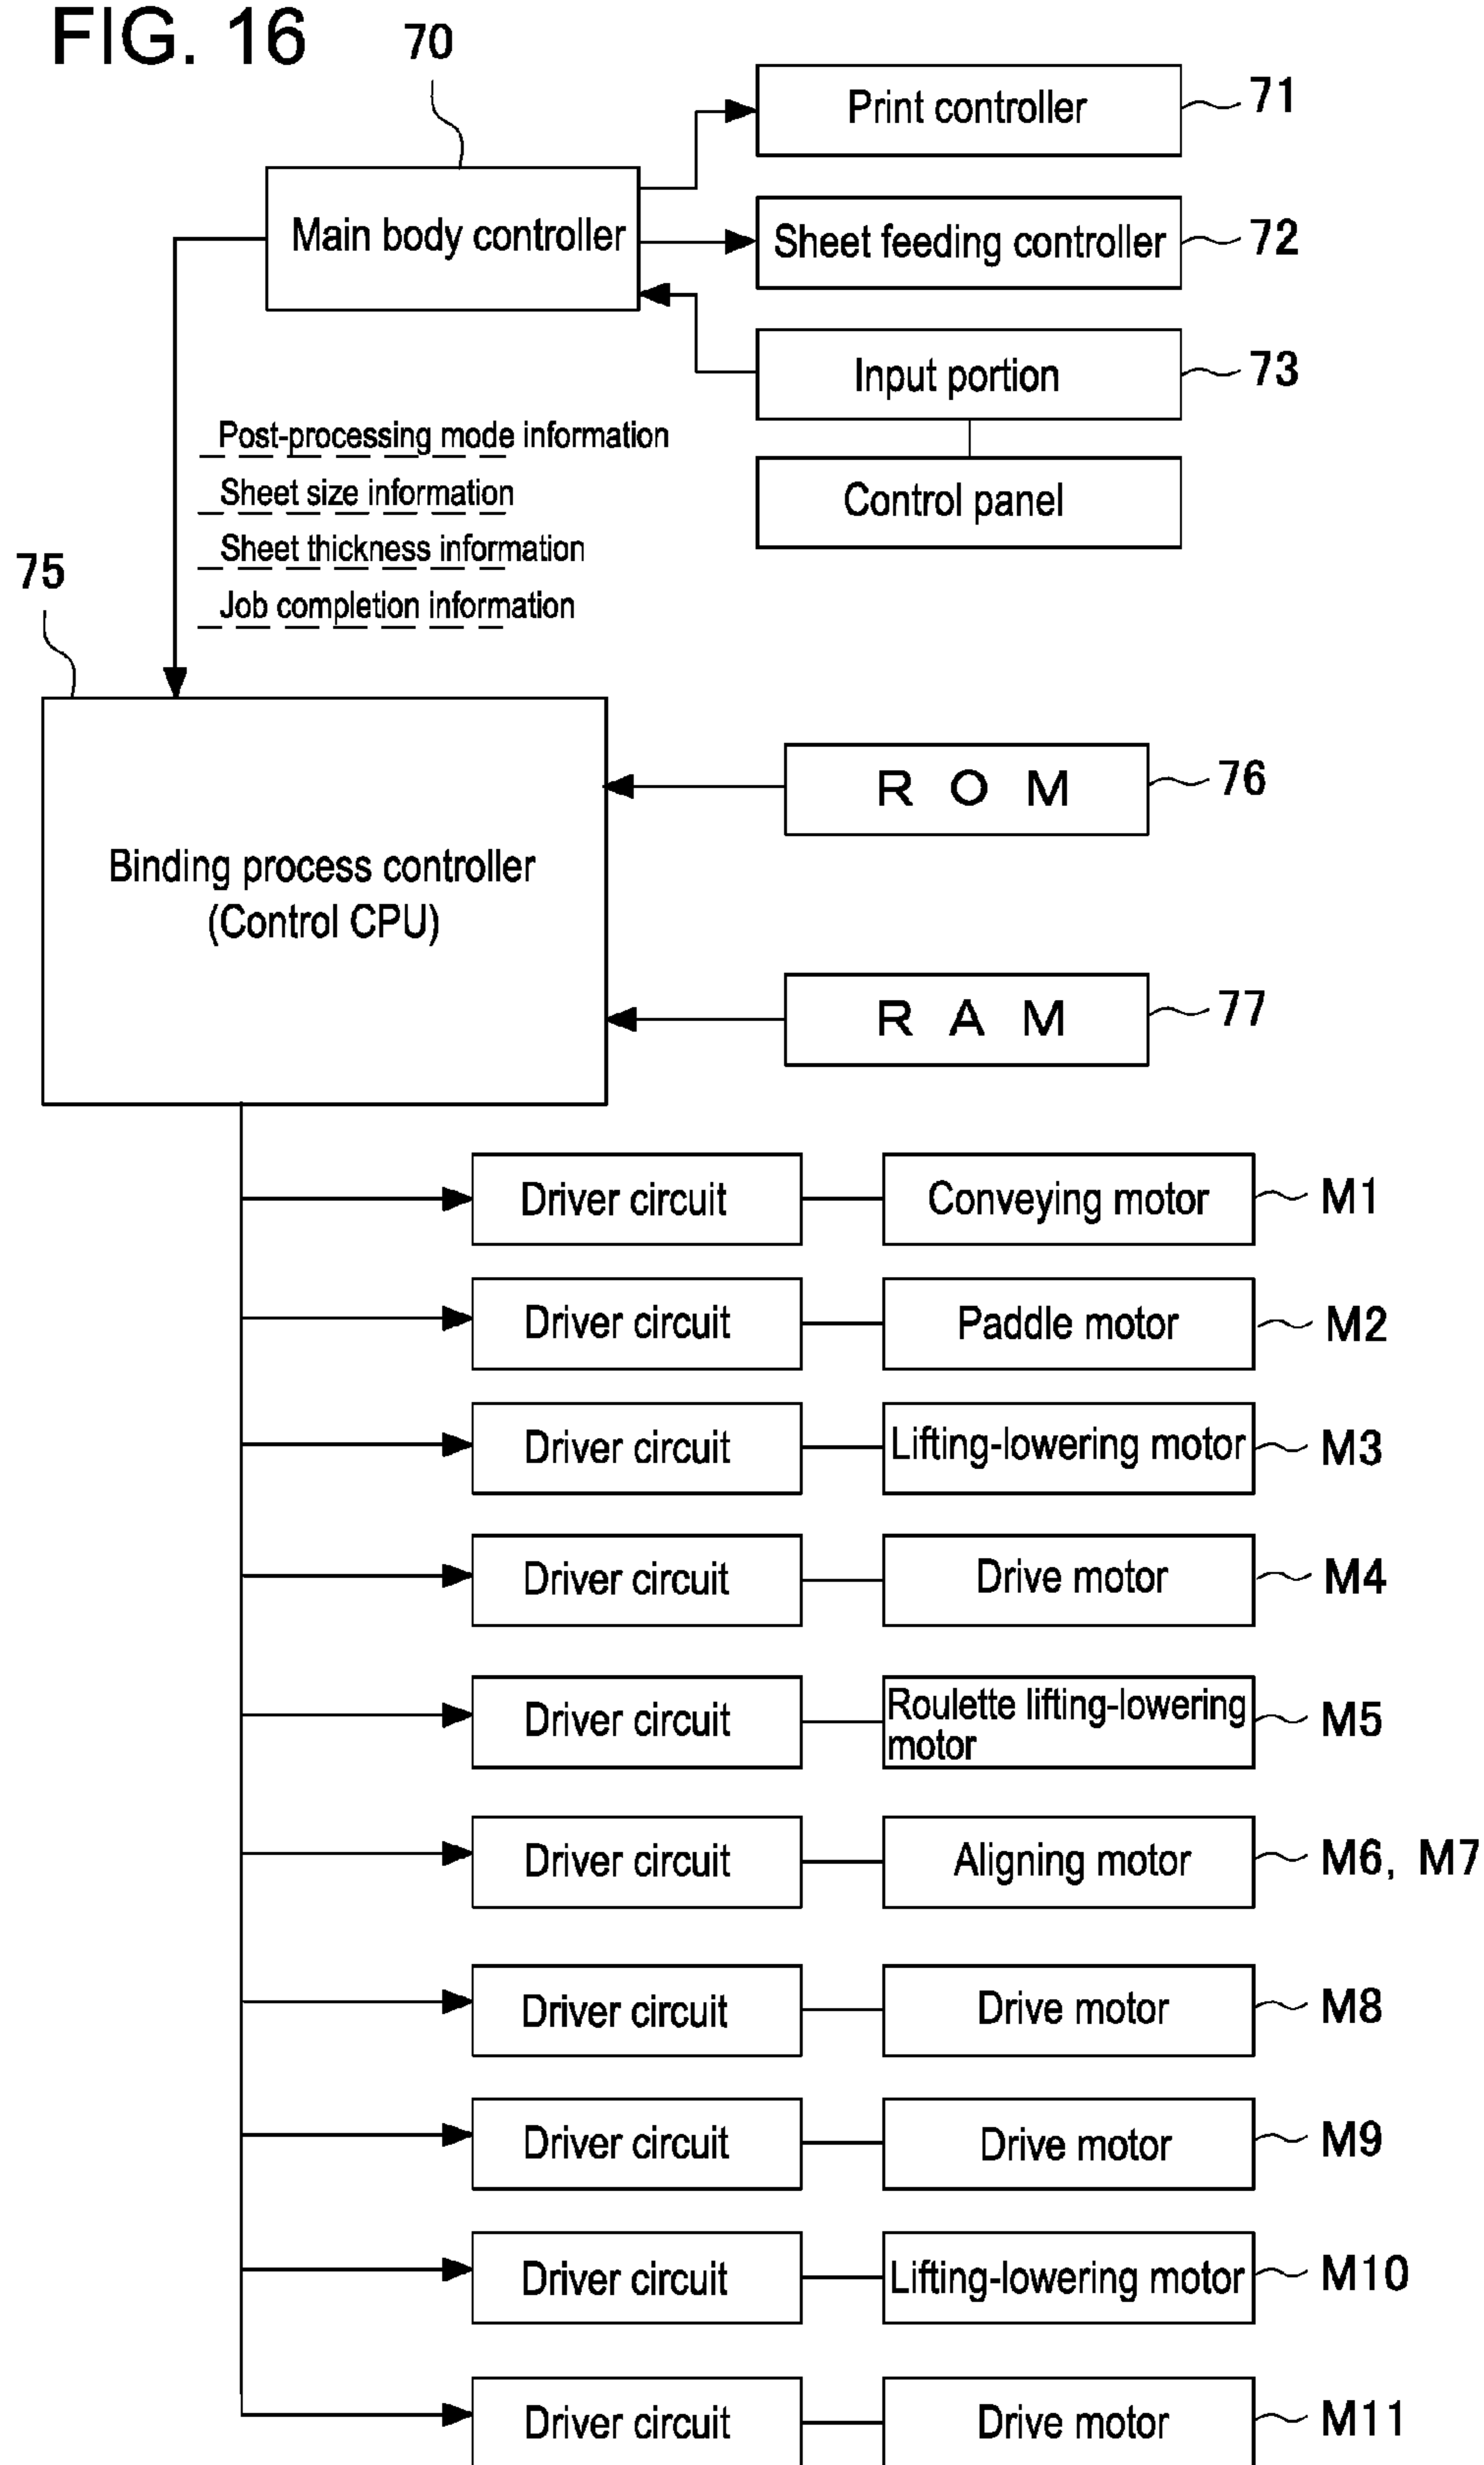 FIG. 16
70
Print controller
71
Main body controller
Sheet feeding controller
72
Input portion
73
Control panel
Post-processing mode information
Sheet size information
Sheet thickness information
Job completion information
75
Binding process controller
(Control CPU)
R O M
76
R A M
77
Driver circuit
Conveying motor
M1
Driver circuit
Paddle motor
M2
Driver circuit
Lifting-lowering motor
M3
Driver circuit
Drive motor
M4
Driver circuit
Roulette lifting-lowering
motor
M5
Driver circuit
Aligning motor
M6, M7
Driver circuit
Drive motor
M8
Driver circuit
Drive motor
M9
Driver circuit
Lifting-lowering motor
M10
Driver circuit
Drive motor
M11